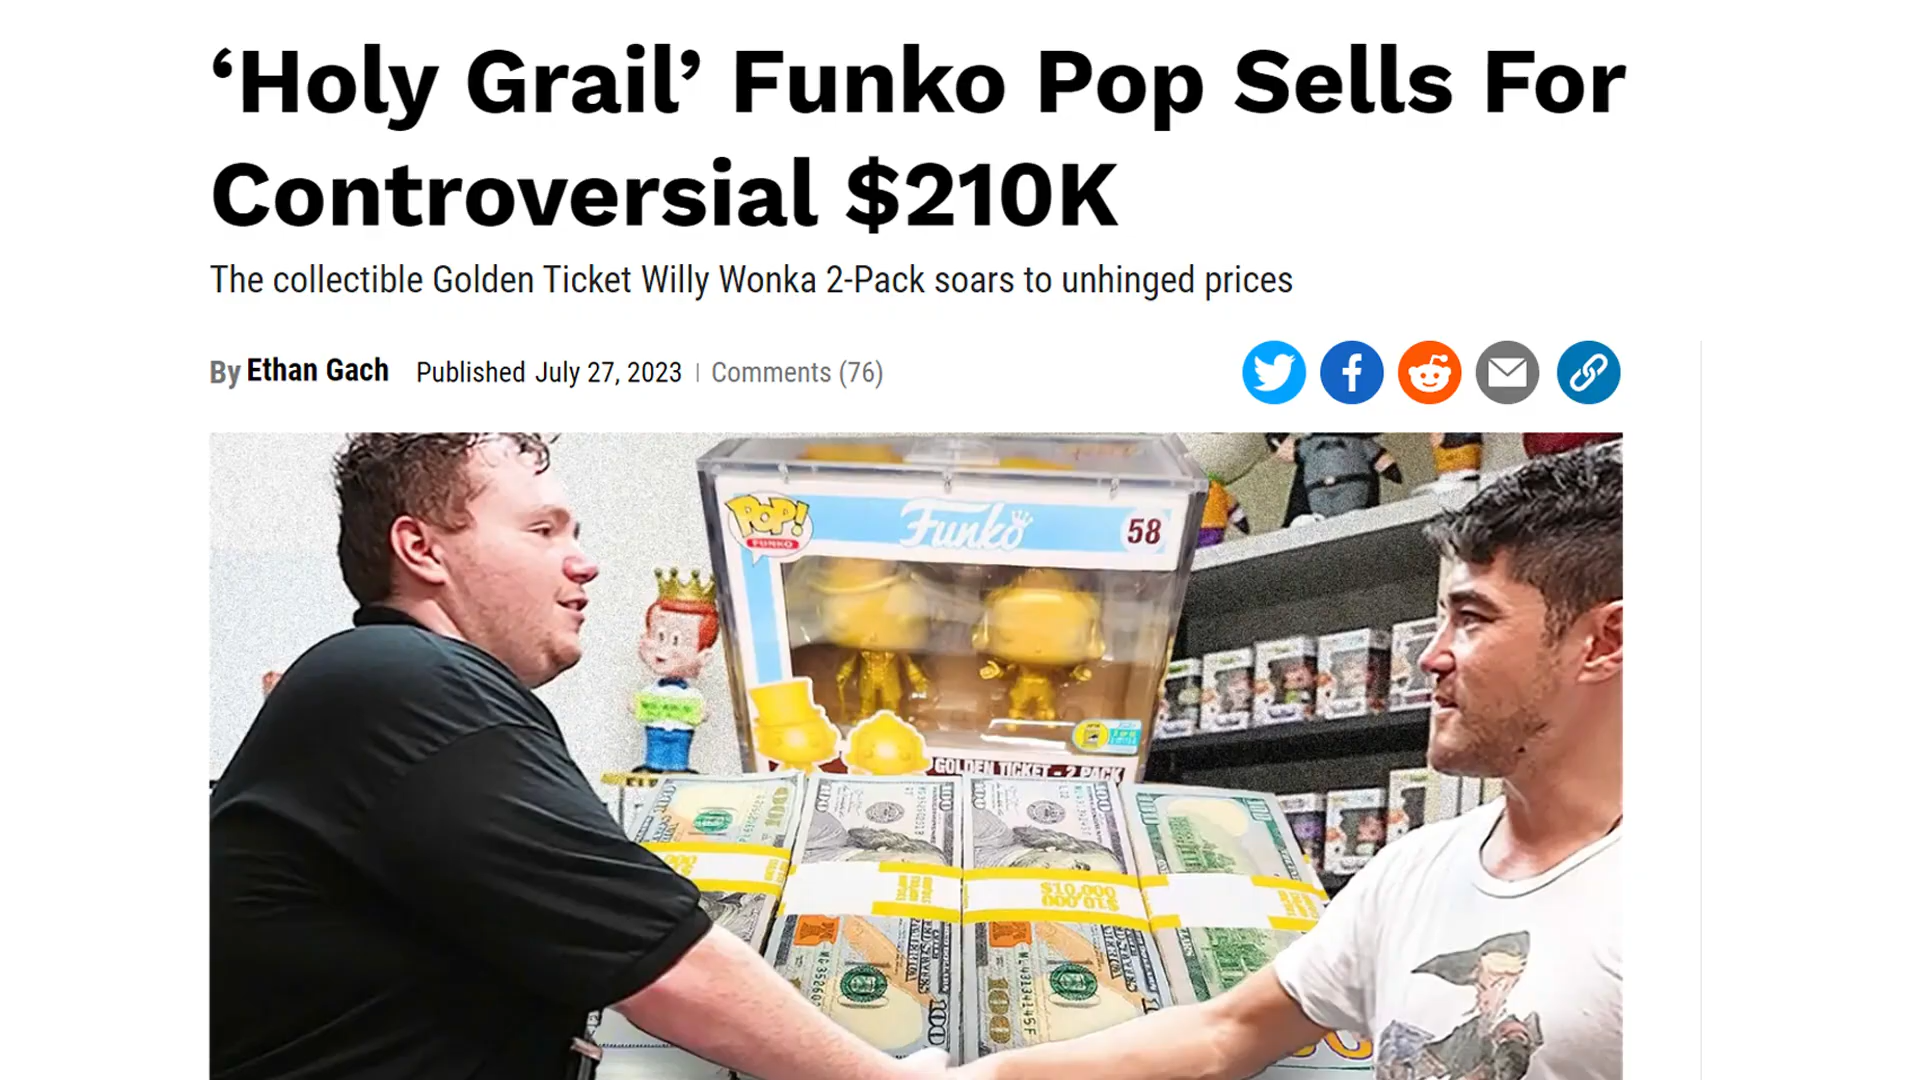 ‘Holy Grail’ Funko Pop Sells For
Controversial $210K
The collectible Golden Ticket Willy Wonka 2-Pack soars to unhinged prices
By Ethan Gach Published July 27, 2023 | Comments (76)
POP!
FUNKO
Funko
58
GOLDEN TICKET - 2 PACK
$10,000
100
100